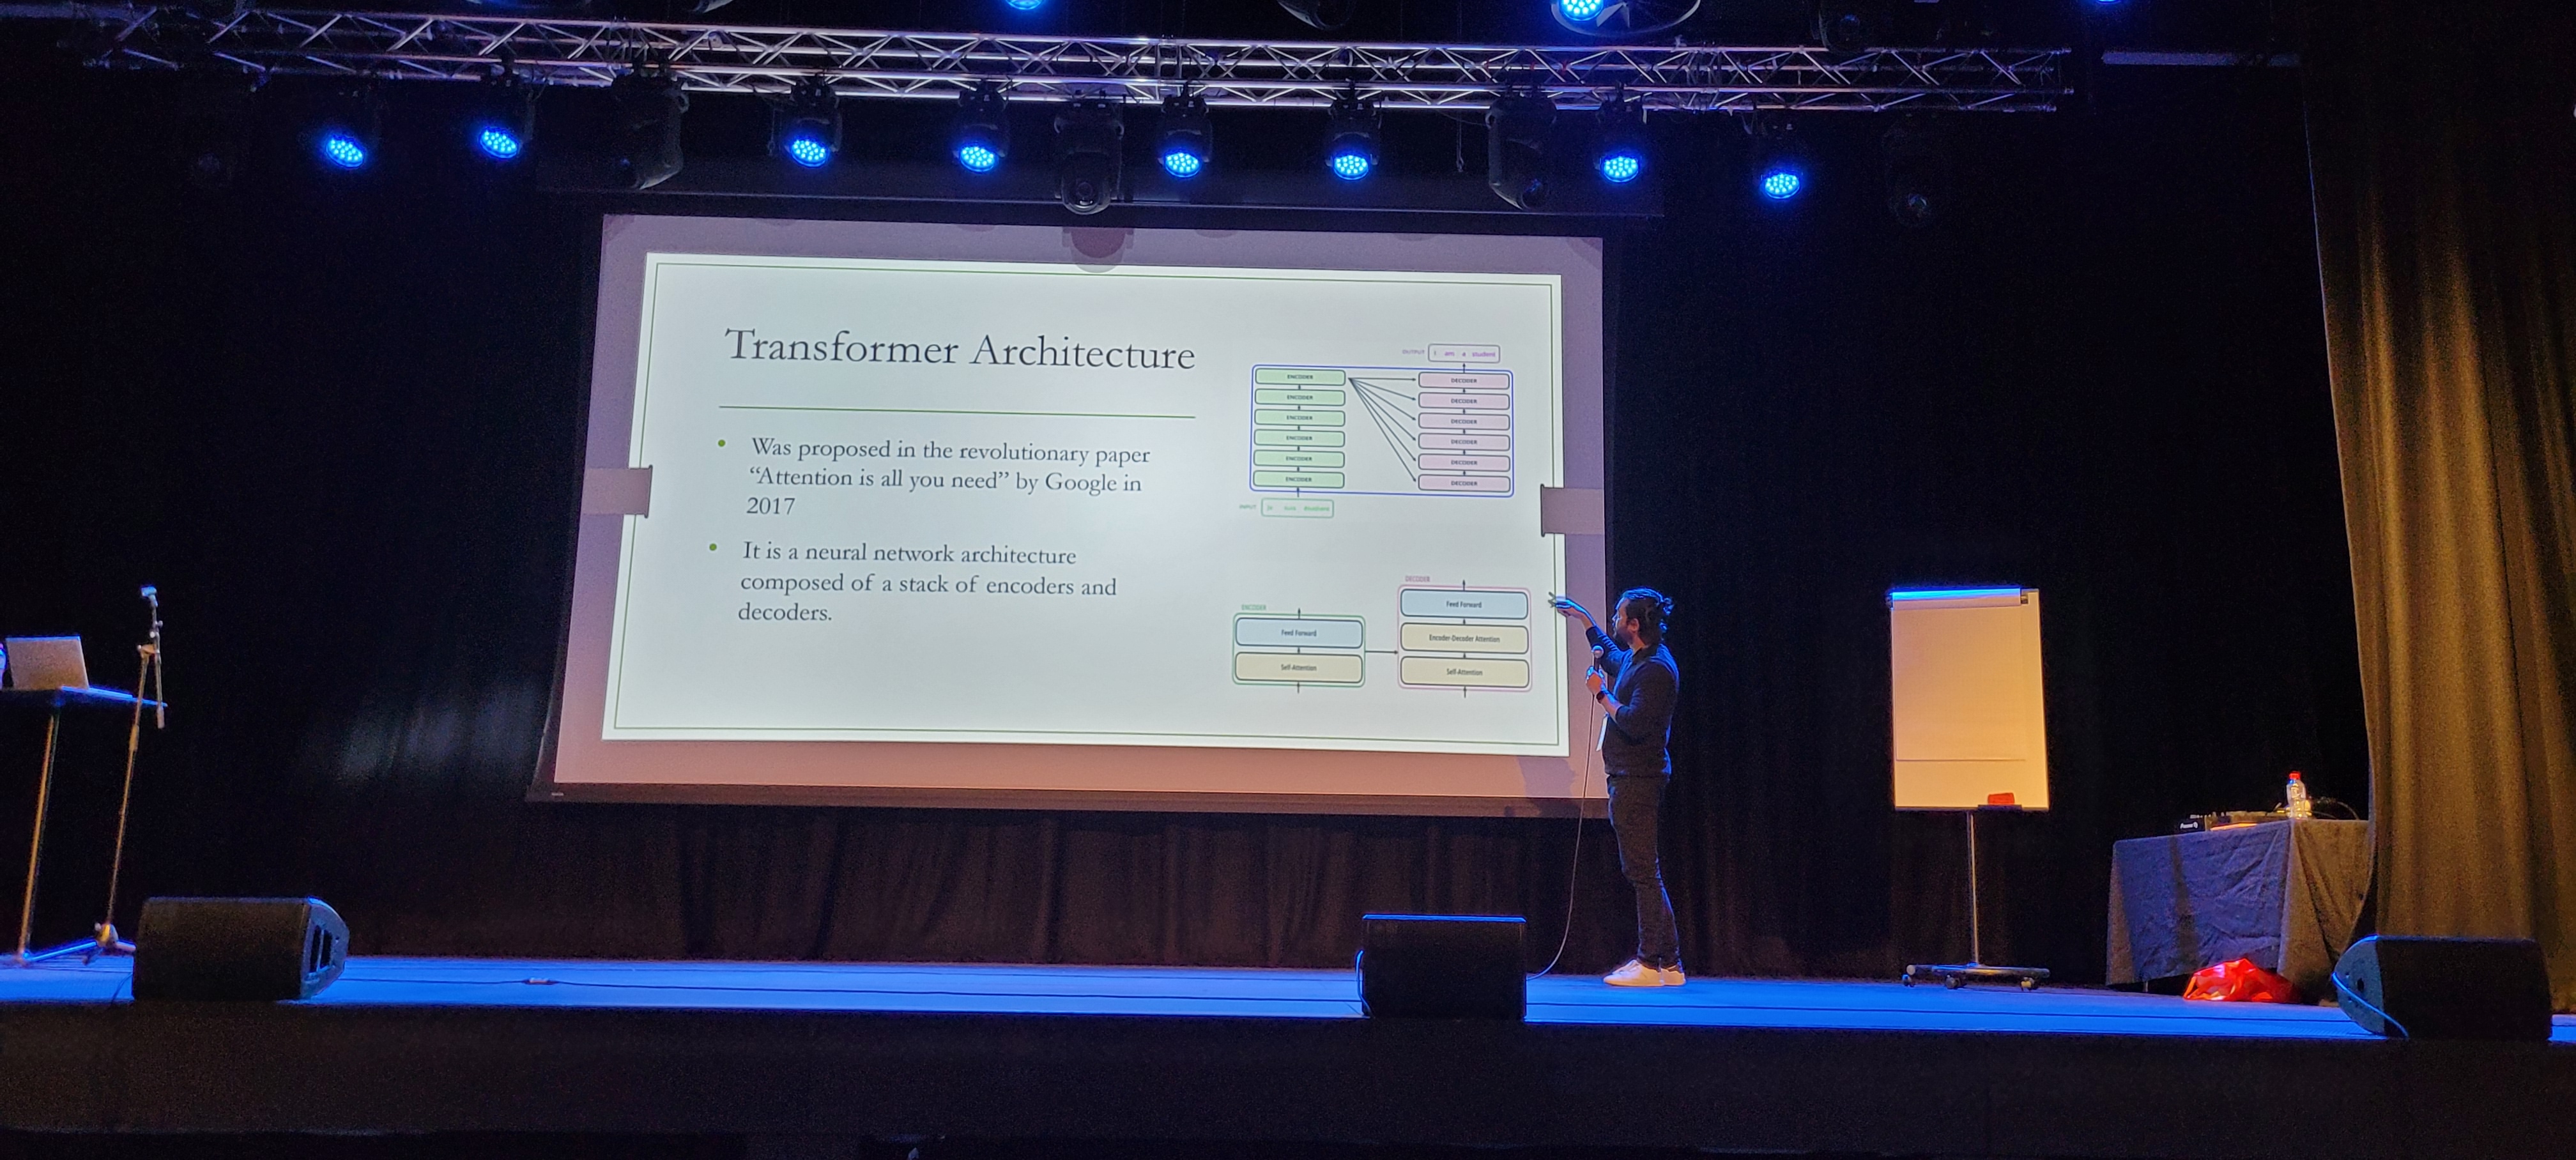 Transformer Architecture
• Was proposed in the revolutionary paper
“Attention is all you need” by Google in
2017
• It is a neural network architecture
composed of a stack of encoders and
decoders.
OUTPUT I am a student
ENCODER DECODER
ENCODER DECODER
ENCODER DECODER
ENCODER DECODER
ENCODER DECODER
ENCODER DECODER
INPUT je suis étudiant
DECODER
Feed Forward
Encoder-Decoder Attention
Self-Attention
ENCODER
Feed Forward
Self-Attention